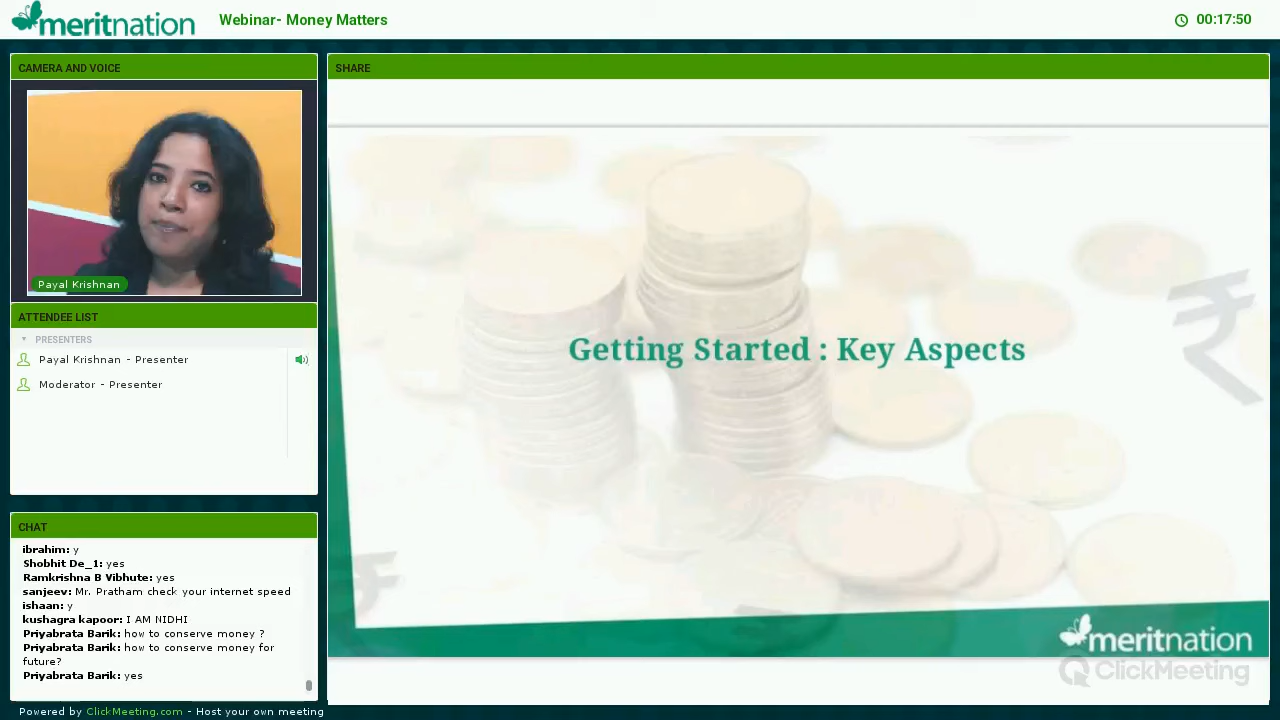 meritnation
Webinar- Money Matters
00:17:50
CAMERA AND VOICE
Payal Krishnan
ATTENDEE LIST
PRESENTERS
Payal Krishnan - Presenter
Moderator - Presenter
CHAT
ibrahim: y
Shobhit De_1: yes
Ramkrishna B Vibhute: yes
sanjeev: Mr. Pratham check your internet speed
ishaan: y
kushagra kapoor: I AM NIDHI
Priyabrata Barik: how to conserve money ?
Priyabrata Barik: how to conserve money for
future?
Priyabrata Barik: yes
Powered by ClickMeeting.com - Host your own meeting
SHARE
Getting Started : Key Aspects
₹
₹
meritnation
ClickMeeting